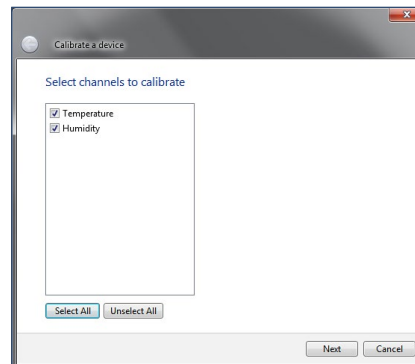 Calibrate a device
Select channels to calibrate
Temperature
Humidity
Select All Unselect All
Next Cancel